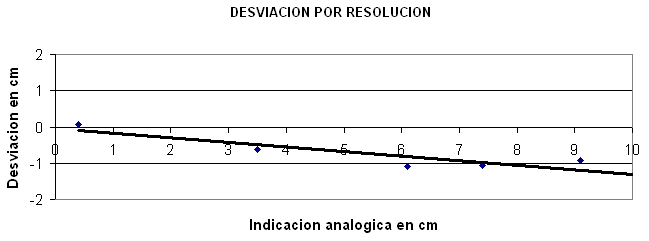 DESVIACION POR RESOLUCION
2
1
0
-1
-2
0 1 2 3 4 5 6 7 8 9 10
Desviacion en cm
Indicacion analogica en cm